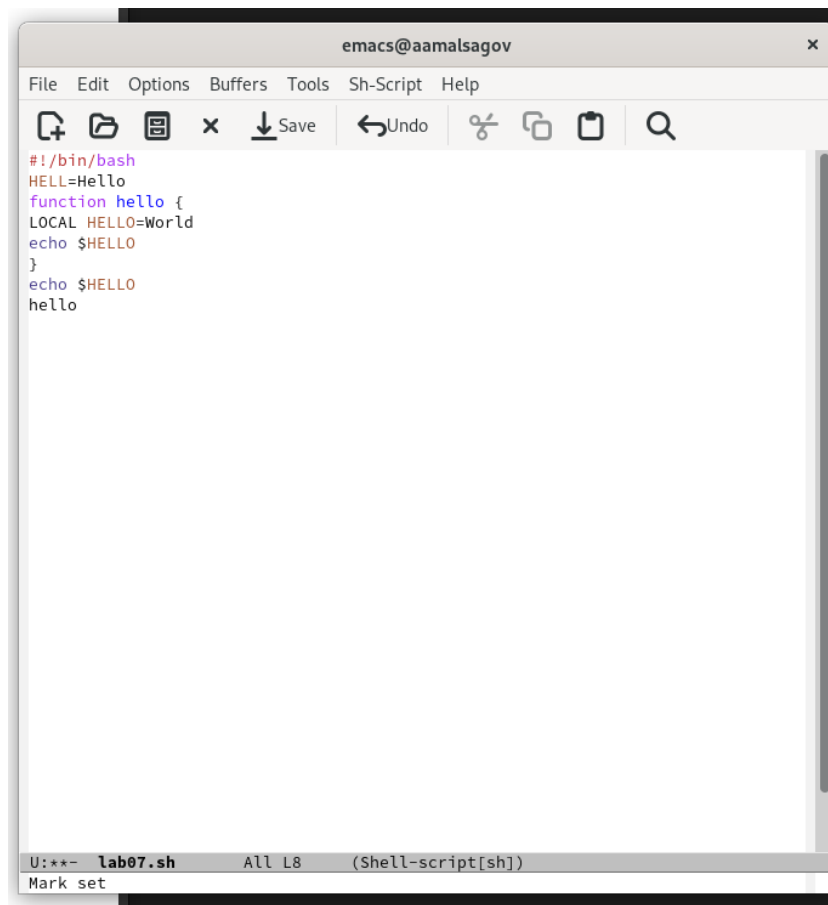 emacs@aamalsagov ×
File Edit Options Buffers Tools Sh-Script Help
Save Undo
#!/bin/bash
HELL=Hello
function hello {
LOCAL HELLO=World
echo $HELLO
}
echo $HELLO
hello
U:**- lab07.sh All L8 (Shell-script[sh])
Mark set